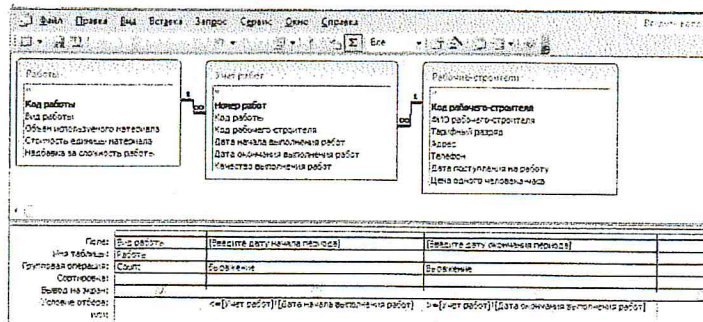 Файл Правка Вид Вставка Запрос Сервис Окно Справка
Все
Работы
Учет работ
Рабочие-строители
*
*
*
Код работы
Вид работы
Объем используемого материала
Стоимость единицы материала
Надбавка за сложность работы
Номер работ
Код работы
Код рабочего-строителя
Дата начала выполнения работ
Дата окончания выполнения работ
Качество выполнения работ
Код рабочего-строителя
ФИО рабочего-строителя
Тарифный разряд
Адрес
Телефон
Дата поступления на работу
Цена одного человека-часа
1
∞
1
∞
Поле: Вид работы [Введите дату начала периода] [Введите дату окончания периода]
Имя таблицы: Работы
Групповая операция: Count Выражение Выражение
Сортировка:
Вывод на экран:
Условие отбора: <=[Учет работ]![Дата начала выполнения работ] >=[Учет работ]![Дата окончания выполнения работ]
или: